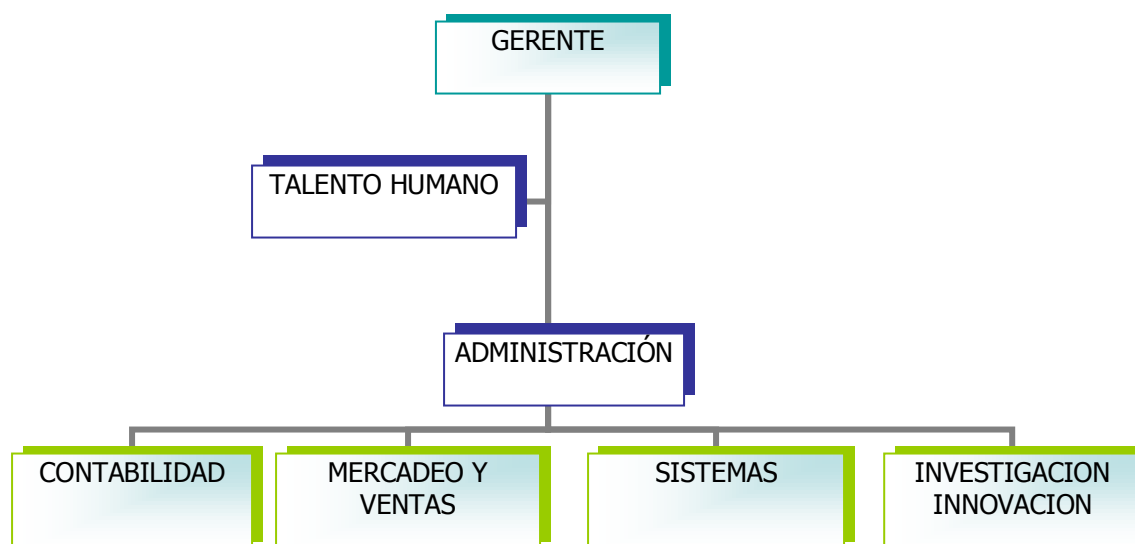 GERENTE
TALENTO HUMANO
ADMINISTRACIÓN
CONTABILIDAD
MERCADEO Y
VENTAS
SISTEMAS
INVESTIGACION
INNOVACION